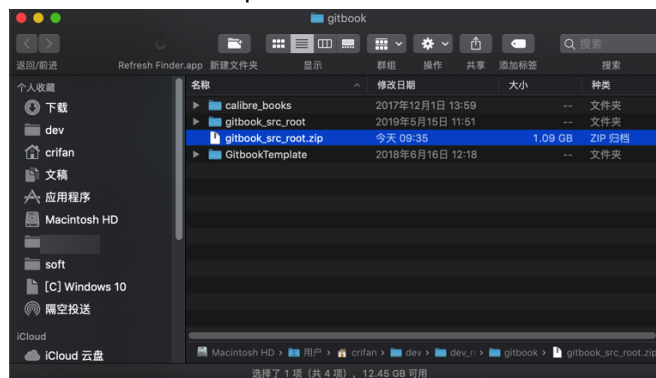 gitbook
返回/前进 Refresh Finder.app 新建文件夹 显示 群组 操作 共享 添加标签 搜索
搜索
个人收藏
下载
dev
crifan
文稿
应用程序
Macintosh HD
soft
[C] Windows 10
隔空投送
iCloud
iCloud 云盘
名称 修改日期 大小 种类
calibre_books 2017年12月1日 13:59 -- 文件夹
gitbook_src_root 2019年5月15日 11:51 -- 文件夹
gitbook_src_root.zip 今天 09:35 1.09 GB ZIP 归档
GitbookTemplate 2018年6月16日 12:18 -- 文件夹
Macintosh HD › 用户 › crifan › dev › dev_r › gitbook › gitbook_src_root.zip
选择了 1 项（共 4 项），12.45 GB 可用